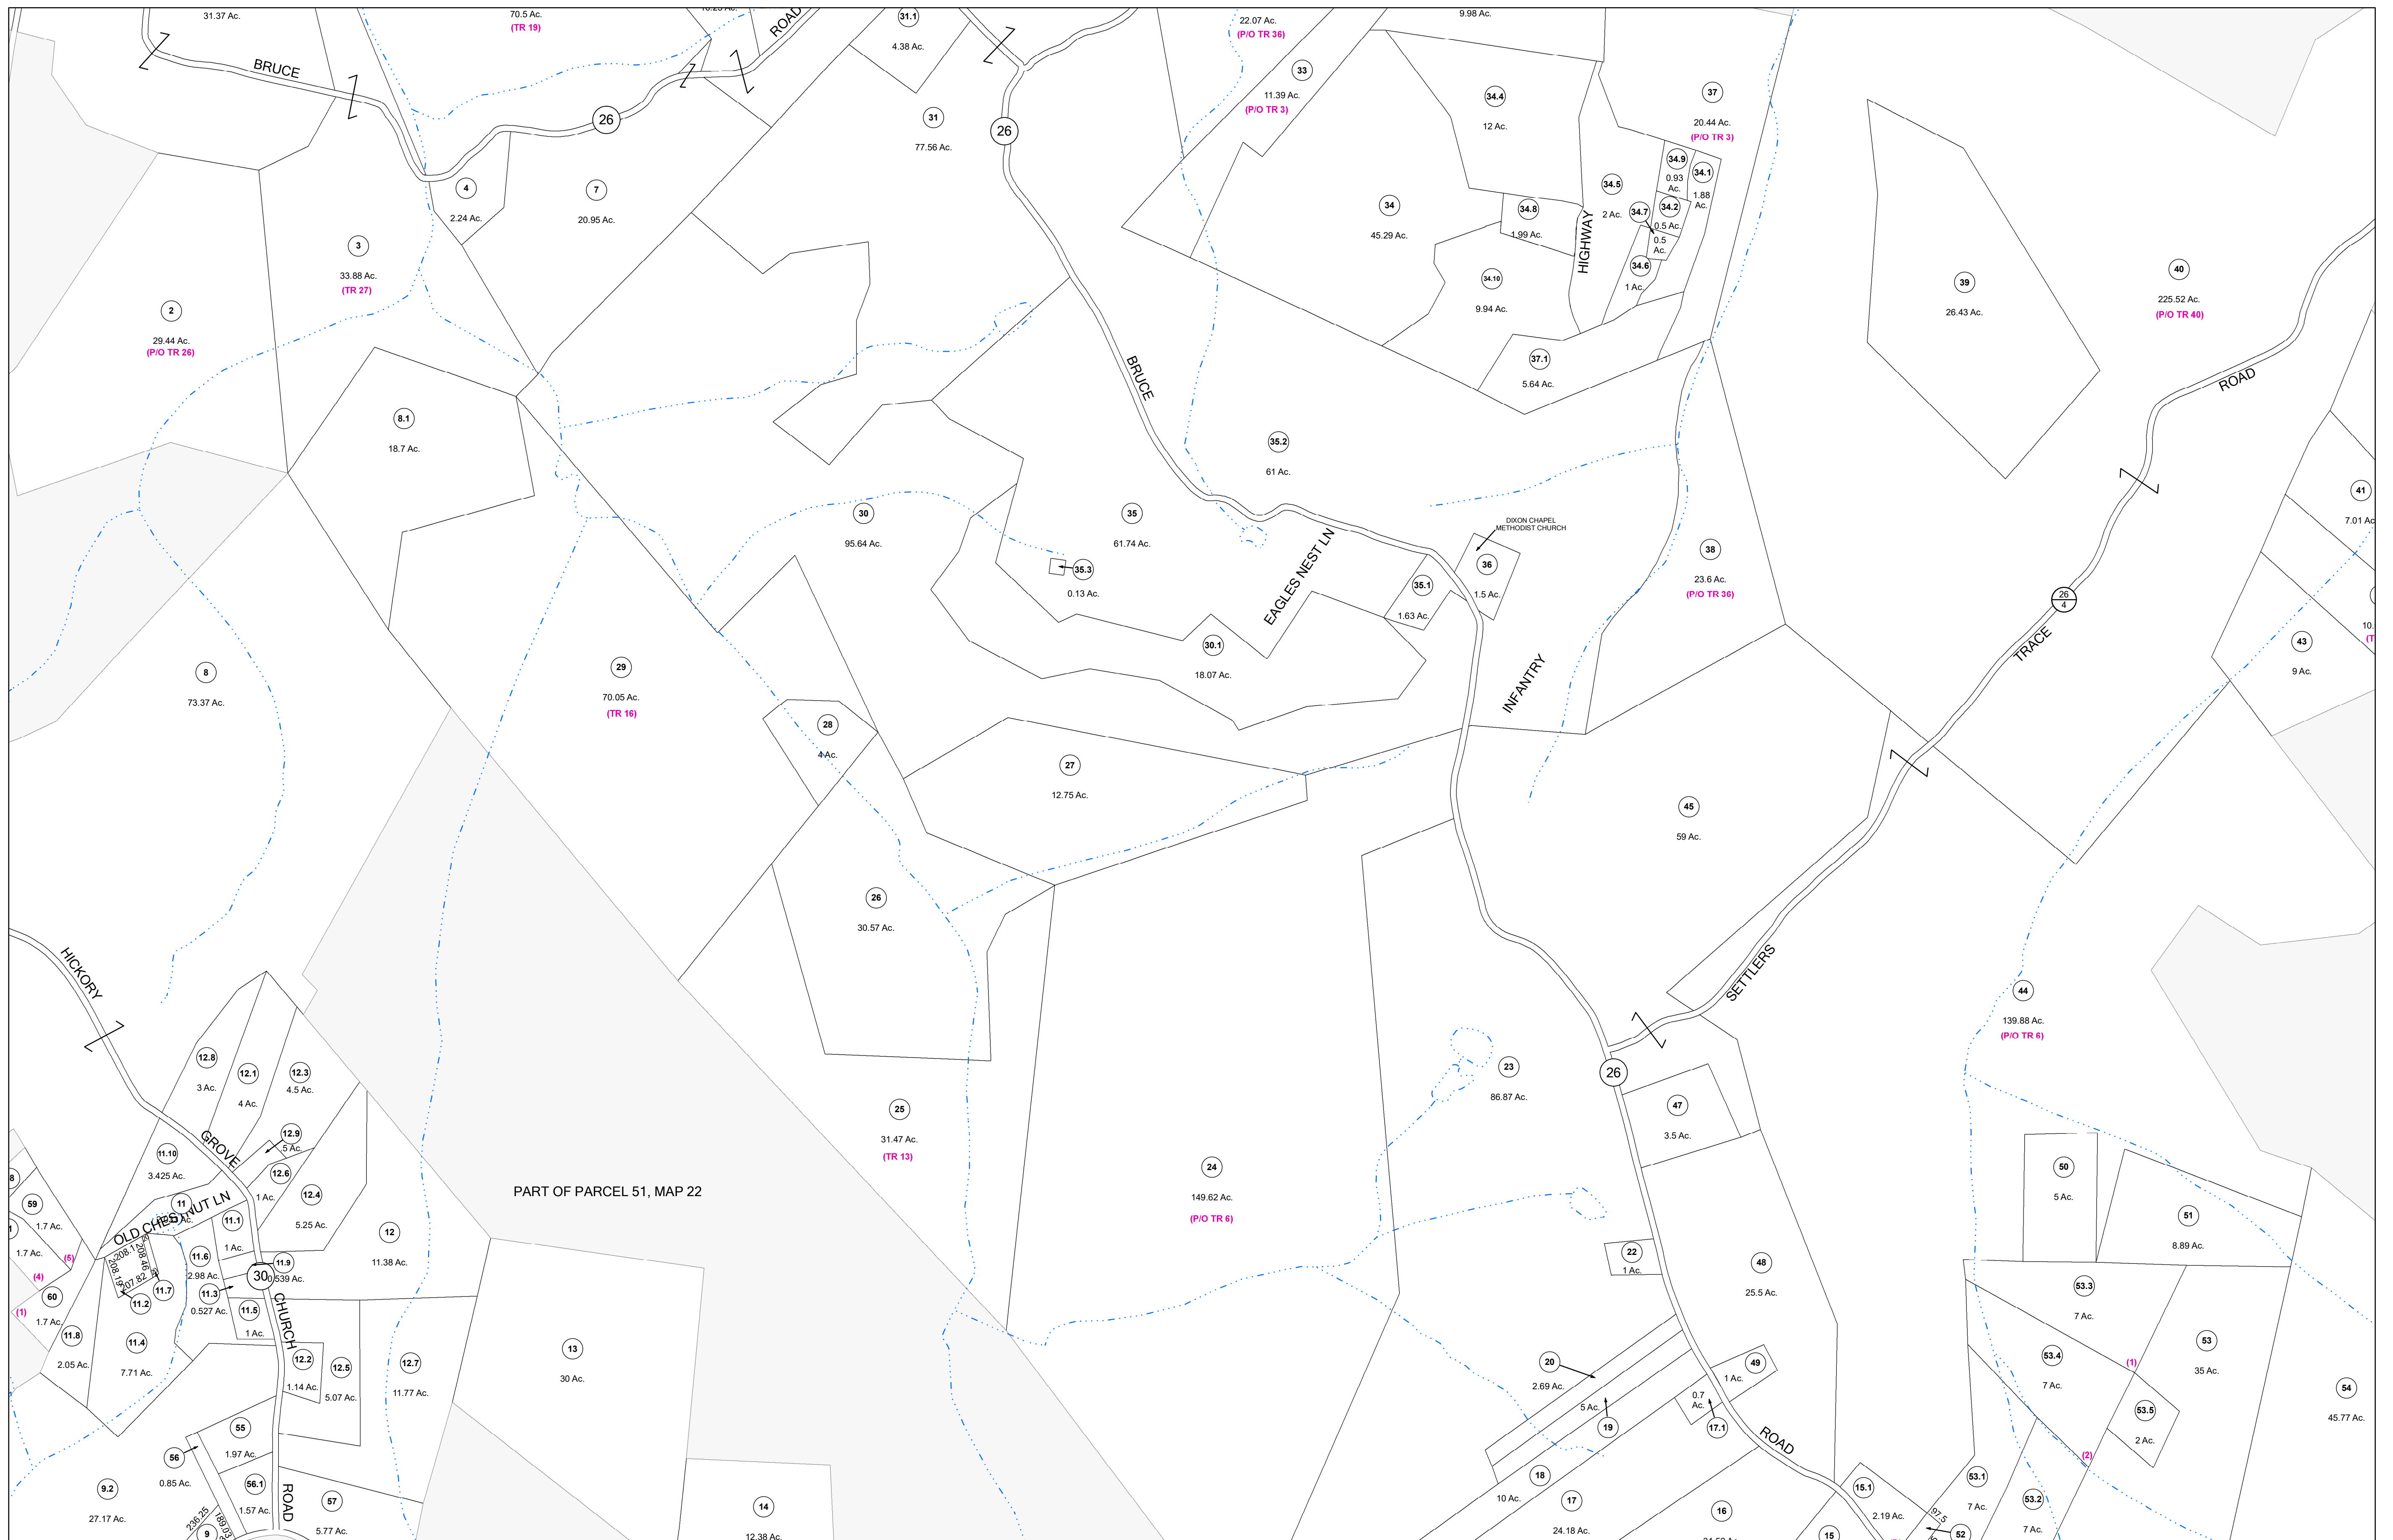 31.37 Ac.
70.5 Ac.
(TR 19)
ROAD
31.1
4.38 Ac.
22.07 Ac.
(P/O TR 36)
9.98 Ac.
BRUCE
26
31
77.56 Ac.
26
33
11.39 Ac.
(P/O TR 3)
34.4
12 Ac.
37
20.44 Ac.
(P/O TR 3)
4
2.24 Ac.
7
20.95 Ac.
34
45.29 Ac.
34.8
1.99 Ac.
HIGHWAY
34.5
2 Ac.
34.9
0.93
Ac.
34.1
1.88
Ac.
34.7
34.2
0.5 Ac.
0.5
Ac.
34.6
1 Ac.
3
33.88 Ac.
(TR 27)
2
29.44 Ac.
(P/O TR 26)
34.10
9.94 Ac.
39
26.43 Ac.
40
225.52 Ac.
(P/O TR 40)
BRUCE
37.1
5.64 Ac.
ROAD
8.1
18.7 Ac.
35.2
61 Ac.
41
7.01 Ac
30
95.64 Ac.
35
61.74 Ac.
DIXON CHAPEL
METHODIST CHURCH
36
1.5 Ac.
38
23.6 Ac.
(P/O TR 36)
35.3
0.13 Ac.
EAGLES NEST LN
35.1
1.63 Ac.
26
4
TRACE
43
9 Ac.
8
73.37 Ac.
29
70.05 Ac.
(TR 16)
30.1
18.07 Ac.
INFANTRY
28
4 Ac.
27
12.75 Ac.
45
59 Ac.
26
30.57 Ac.
HICKORY
SETTLERS
44
139.88 Ac.
(P/O TR 6)
12.8
3 Ac.
12.1
4 Ac.
12.3
4.5 Ac.
23
86.87 Ac.
26
47
3.5 Ac.
25
31.47 Ac.
(TR 13)
GROVE
12.9
.5 Ac.
11.10
3.425 Ac.
12.6
1 Ac.
12.4
5.25 Ac.
24
149.62 Ac.
(P/O TR 6)
50
5 Ac.
PART OF PARCEL 51, MAP 22
8
59
1.7 Ac.
11
OLD CHESTNUT LN
11.1
1 Ac.
12
11.38 Ac.
51
8.89 Ac.
1
1.7 Ac.
(5)
(4)
208.1
208.46
208.19
11.6
2.98 Ac.
11.9
0.539 Ac.
30
22
1 Ac.
48
25.5 Ac.
53.3
7 Ac.
60
1.7 Ac.
(1)
11.7
11.2
11.3
0.527 Ac.
11.5
1 Ac.
CHURCH
11.8
2.05 Ac.
11.4
7.71 Ac.
12.2
1.14 Ac.
12.5
5.07 Ac.
12.7
11.77 Ac.
13
30 Ac.
20
2.69 Ac.
49
1 Ac.
53.4
7 Ac.
(1)
53
35 Ac.
54
45.77 Ac.
5 Ac.
19
0.7
Ac.
17.1
53.5
2 Ac.
55
1.97 Ac.
56
0.85 Ac.
ROAD
(2)
9.2
27.17 Ac.
56.1
1.57 Ac.
ROAD
57
5.77 Ac.
18
10 Ac.
17
24.18 Ac.
16
15.1
2.19 Ac.
53.1
7 Ac.
53.2
7 Ac.
14
12.38 Ac.
236.25
189.03
9
15
97.5
52